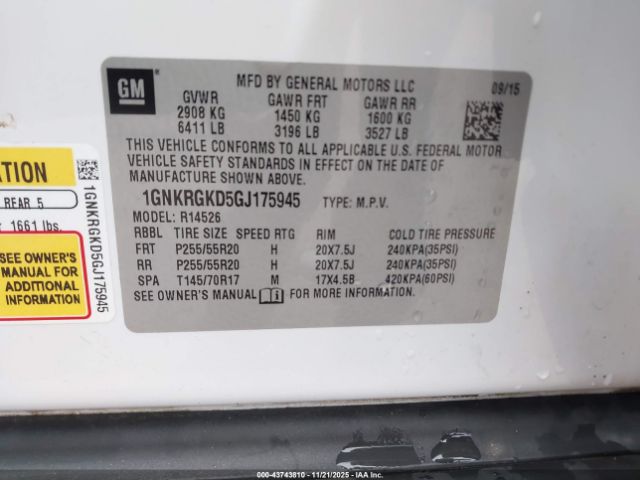 GM ®
MFD BY GENERAL MOTORS LLC 09/15
GVWR GAWR FRT GAWR RR
2908 KG 1450 KG 1600 KG
6411 LB 3196 LB 3527 LB
THIS VEHICLE CONFORMS TO ALL APPLICABLE U.S. FEDERAL MOTOR
VEHICLE SAFETY STANDARDS IN EFFECT ON THE DATE OF
MANUFACTURE SHOWN ABOVE.
1GNKRGKD5GJ175945 TYPE: M.P.V.
MODEL: R14526
RBBL TIRE SIZE SPEED RTG RIM COLD TIRE PRESSURE
FRT P255/55R20 H 20X7.5J 240KPA(35PSI)
RR P255/55R20 H 20X7.5J 240KPA(35PSI)
SPA T145/70R17 M 17X4.5B 420KPA(60PSI)
SEE OWNER'S MANUAL FOR MORE INFORMATION
ATION
REAR 5
1661 lbs.
SEE OWNER'S
MANUAL FOR
ADDITIONAL
1GNKRGKD5GJ175945
© 2025 - 43743810 - 11/21/2025 - IAAI.com